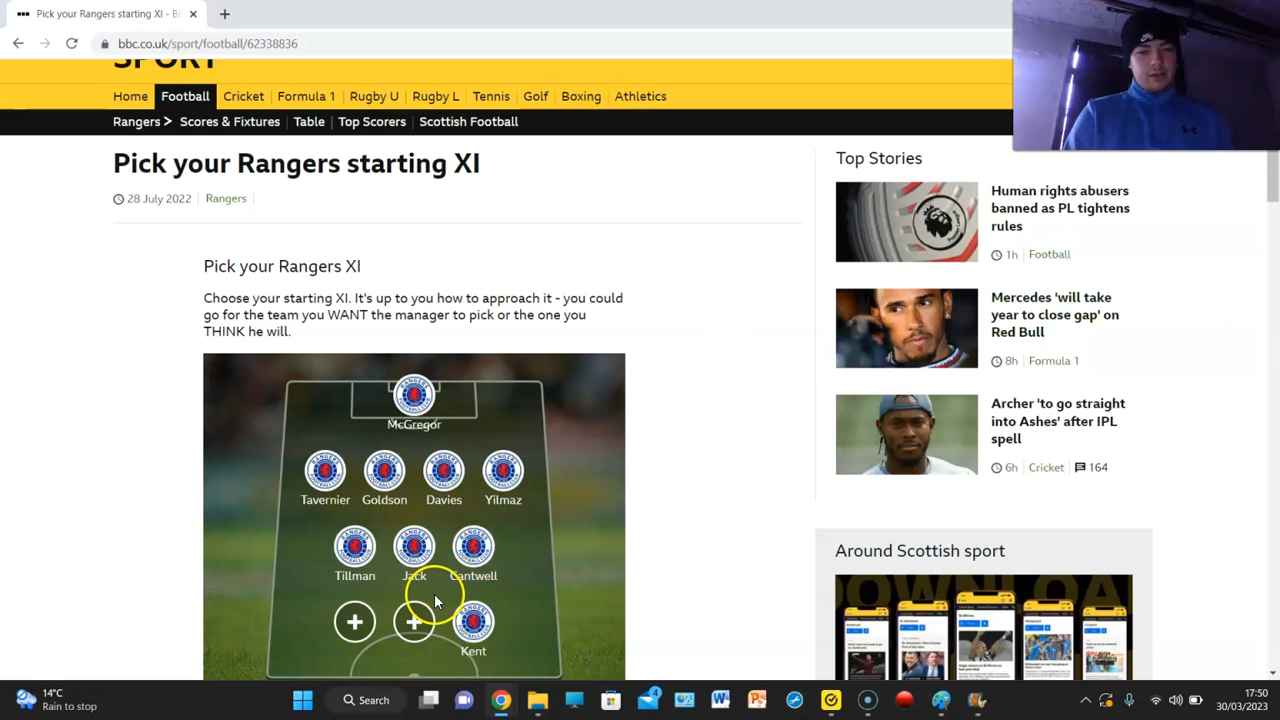 Pick your Rangers starting XI - B
bbc.co.uk/sport/football/62338836
SPORT
Home Football Cricket Formula 1 Rugby U Rugby L Tennis Golf Boxing Athletics
Rangers Scores & Fixtures Table Top Scorers Scottish Football
Pick your Rangers starting XI
28 July 2022 Rangers
Pick your Rangers XI
Choose your starting XI. It's up to you how to approach it - you could
go for the team you WANT the manager to pick or the one you
THINK he will.
McGregor
Tavernier Goldson Davies Yilmaz
Tillman Jack Cantwell
Kent
Top Stories
Human rights abusers
banned as PL tightens
rules
1h Football
Mercedes 'will take
year to close gap' on
Red Bull
8h Formula 1
Archer 'to go straight
into Ashes' after IPL
spell
6h Cricket 164
Around Scottish sport
DOWNLOA
14°C
Rain to stop
Search
4
17:50
30/03/2023